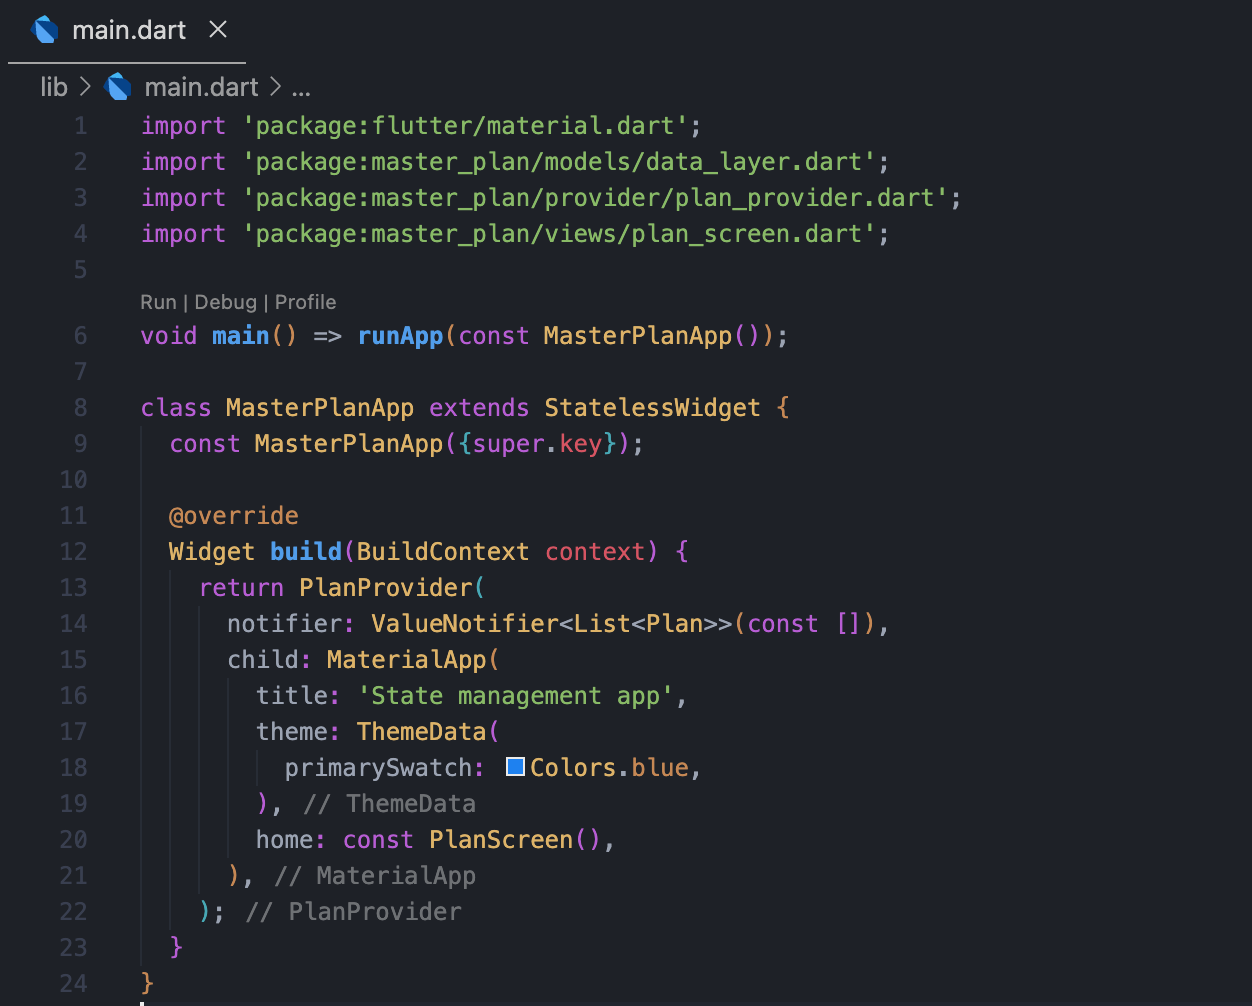 main.dart
lib > main.dart > ...
1 import 'package:flutter/material.dart';
2 import 'package:master_plan/models/data_layer.dart';
3 import 'package:master_plan/provider/plan_provider.dart';
4 import 'package:master_plan/views/plan_screen.dart';
5
Run | Debug | Profile
6 void main() => runApp(const MasterPlanApp());
7
8 class MasterPlanApp extends StatelessWidget {
9   const MasterPlanApp({super.key});
10
11   @override
12   Widget build(BuildContext context) {
13     return PlanProvider(
14       notifier: ValueNotifier<List<Plan>>(const []),
15       child: MaterialApp(
16         title: 'State management app',
17         theme: ThemeData(
18           primarySwatch: Colors.blue,
19         ), // ThemeData
20         home: const PlanScreen(),
21       ), // MaterialApp
22     ); // PlanProvider
23   }
24 }